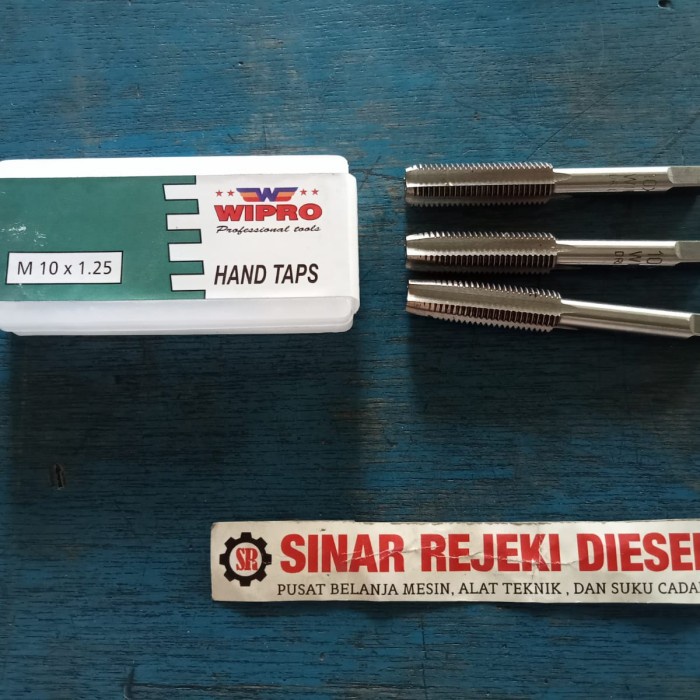 WIPRO
Professional tools
M 10 x 1.25
HAND TAPS
SR
SINAR REJEKI DIESEL
PUSAT BELANJA MESIN, ALAT TEKNIK , DAN SUKU CADA